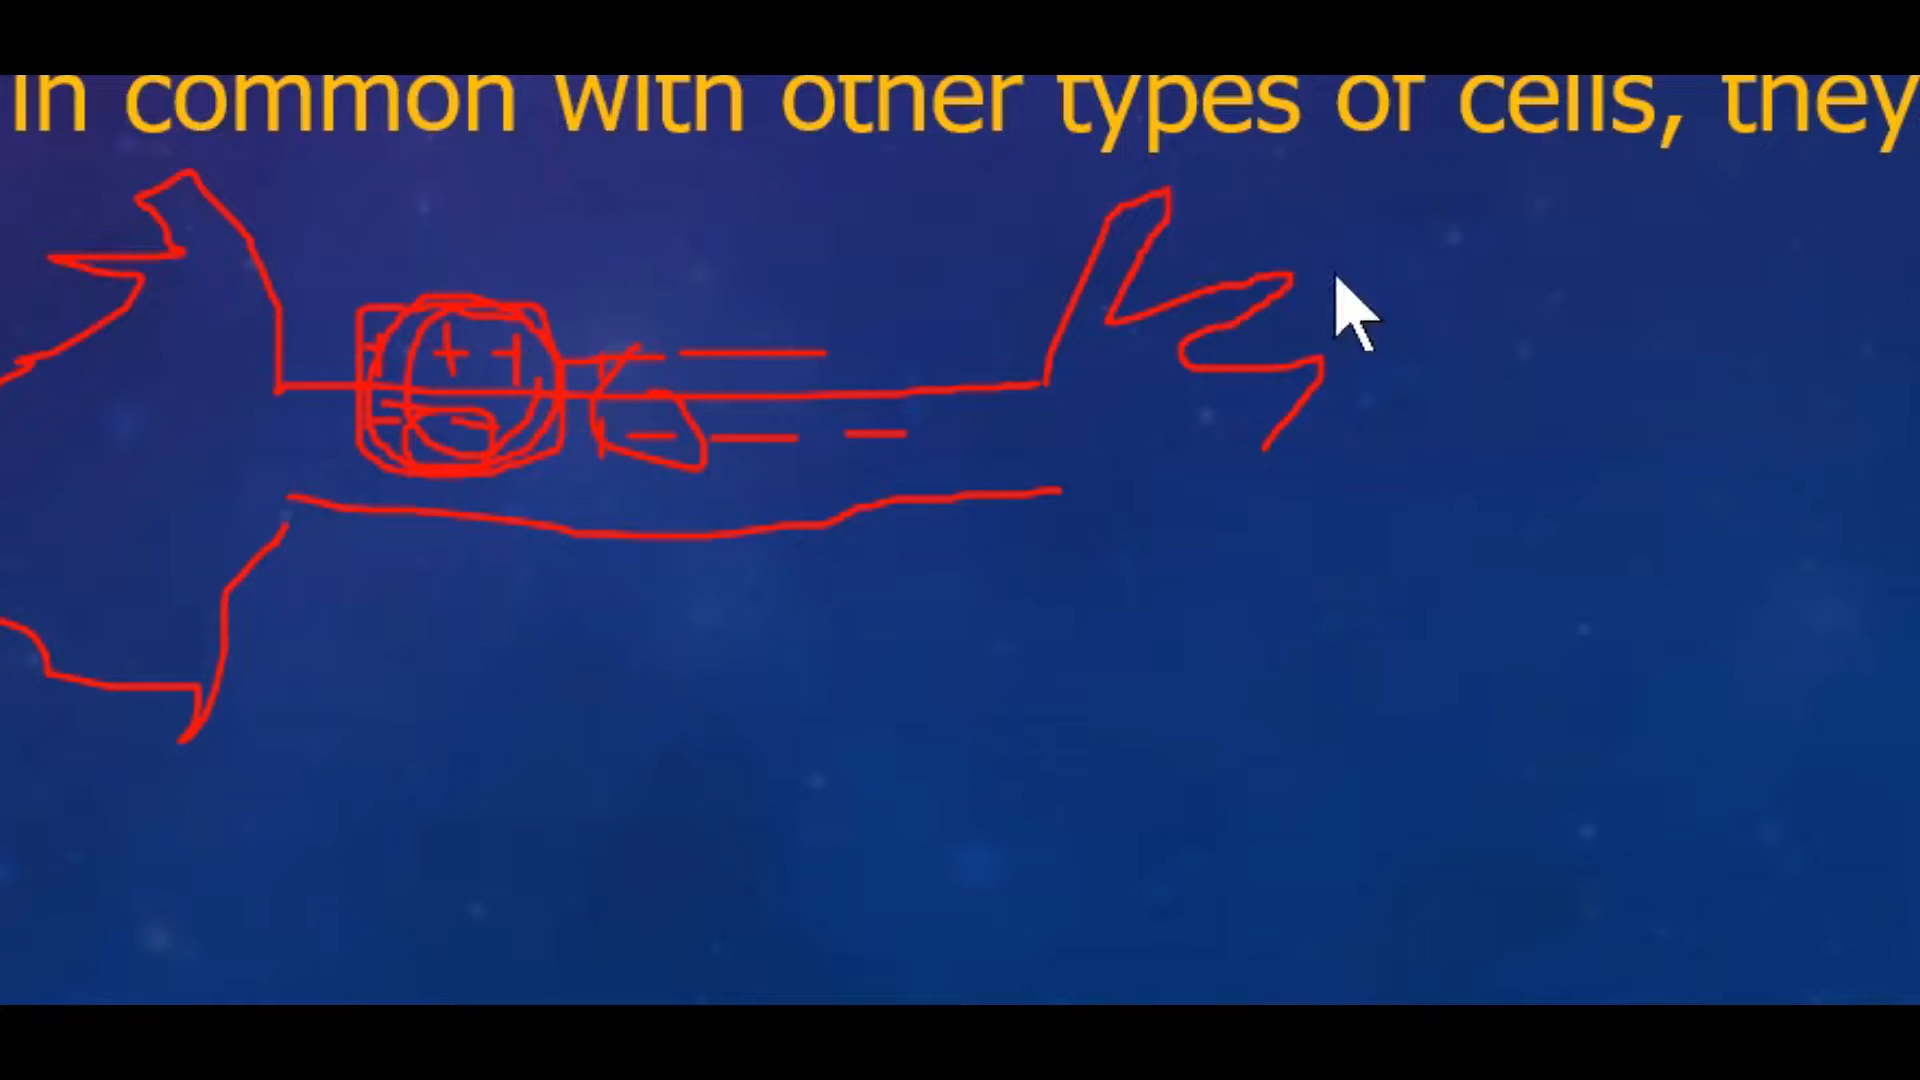 in common with other types of cells, they